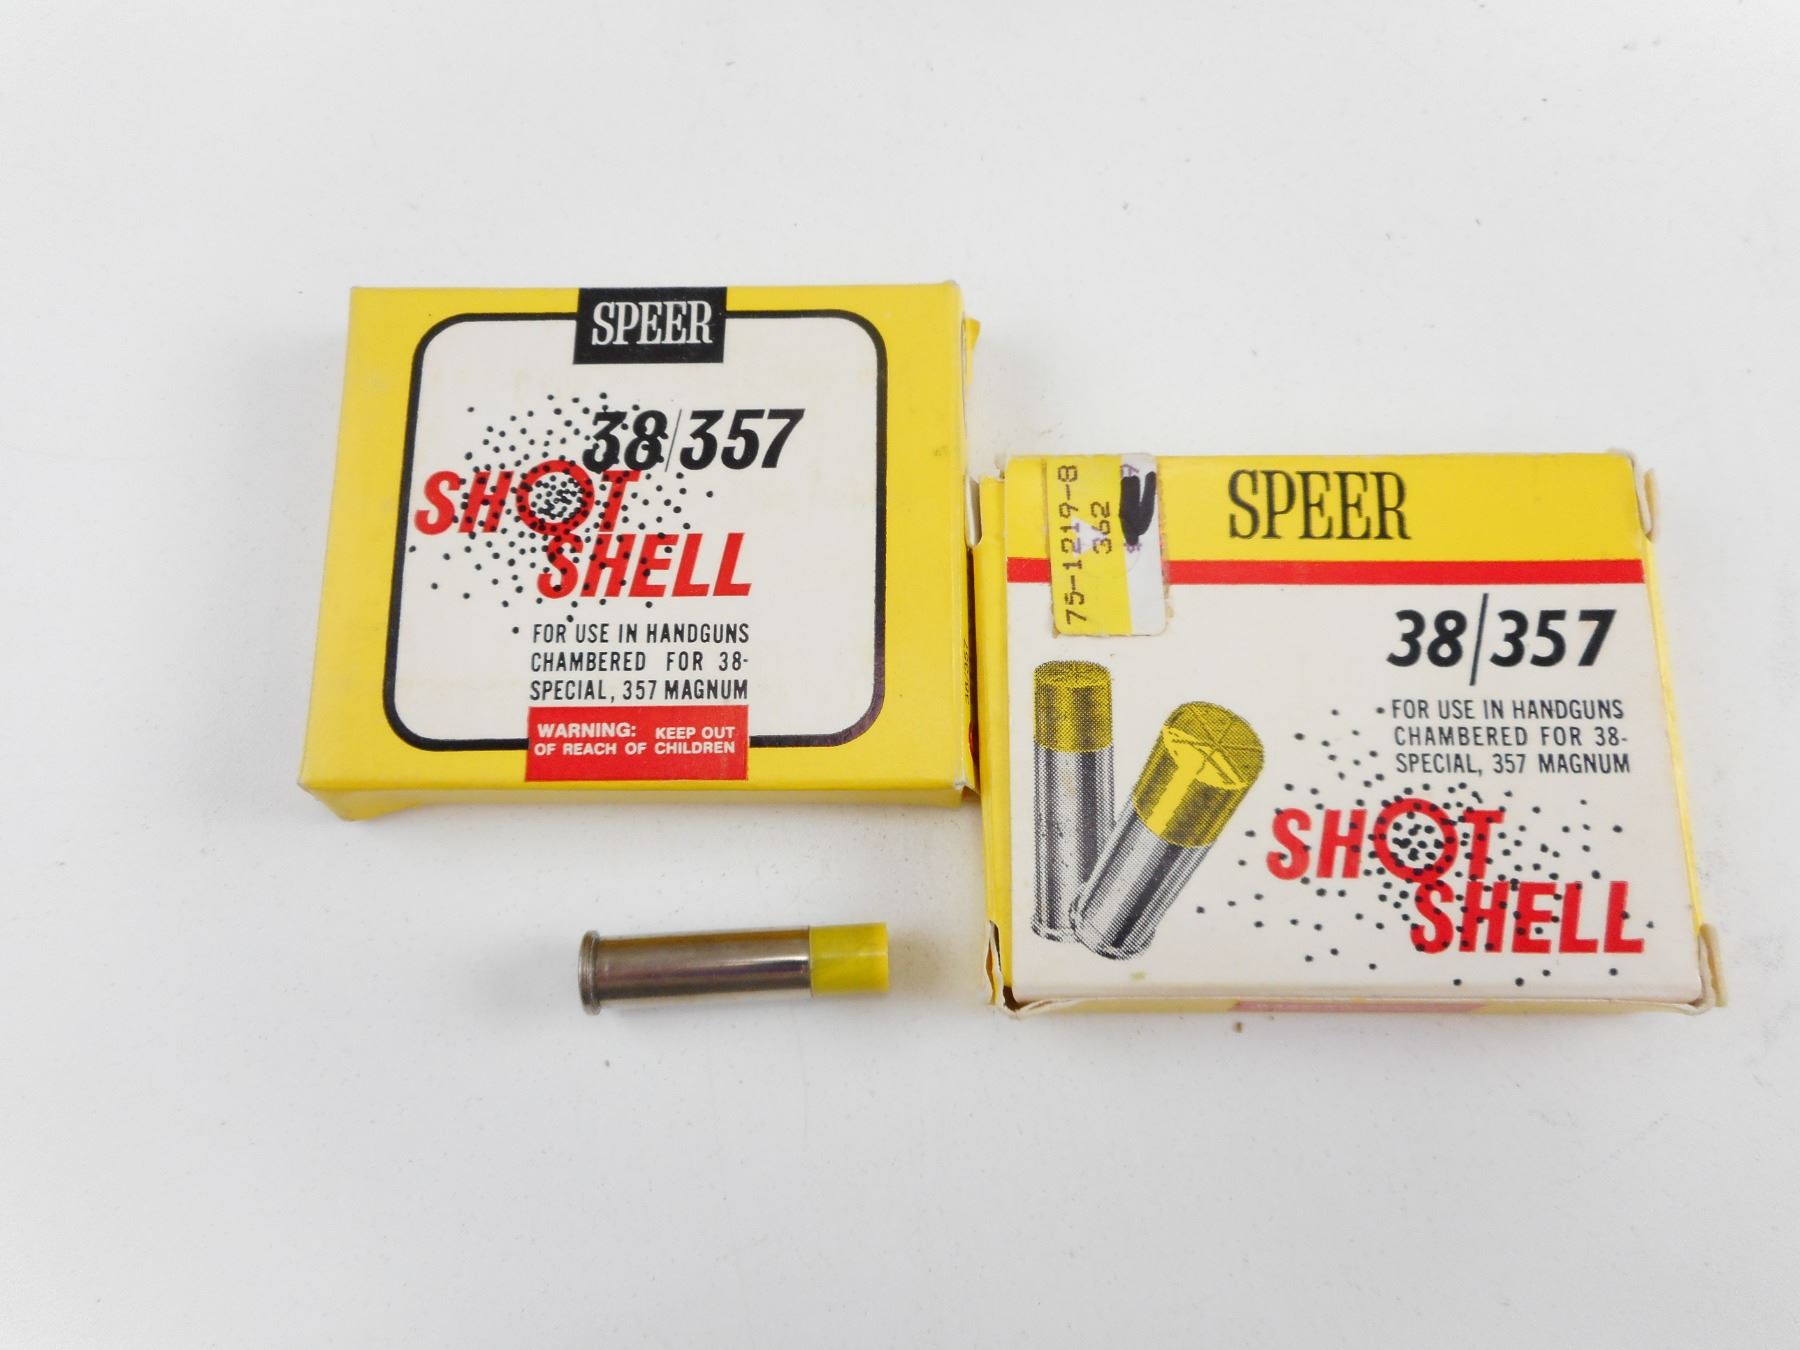 SPEER
38/357
SHOT
SHELL
FOR USE IN HANDGUNS
CHAMBERED FOR 38-
SPECIAL, 357 MAGNUM
WARNING: KEEP OUT
OF REACH OF CHILDREN
38/357
75-1219-8
362
SPEER
38/357
FOR USE IN HANDGUNS
CHAMBERED FOR 38-
SPECIAL, 357 MAGNUM
SHOT
SHELL